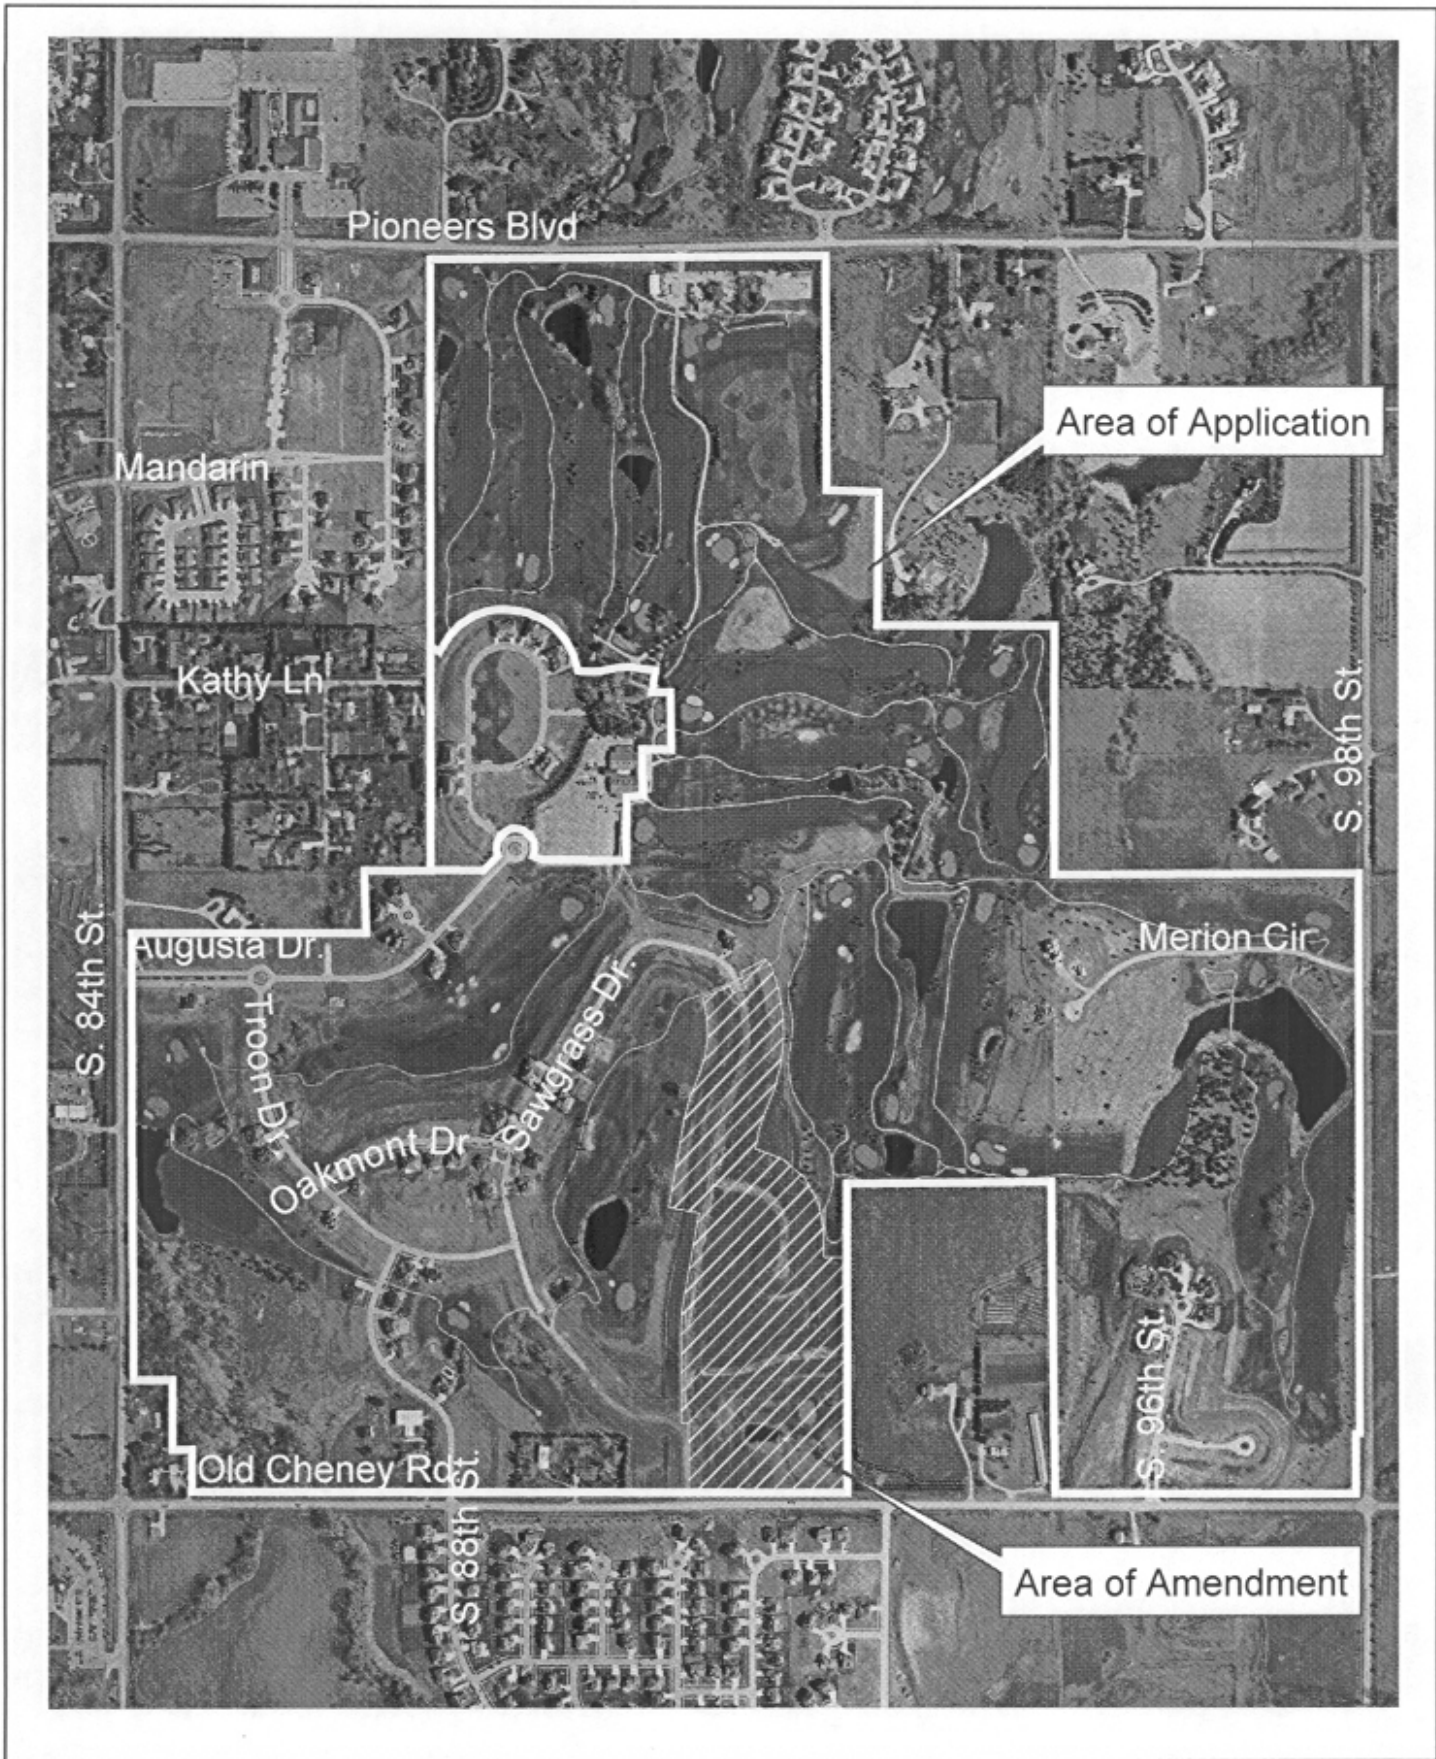 Pioneers Blvd
Area of Application
Mandarin
Kathy Ln
S. 98th St.
S. 84th St.
Augusta Dr.
Merion Cir
Troon Dr.
Sawgrass Dr.
Oakmont Dr
S. 96th St.
Old Cheney Rd.
S. 88th St.
Area of Amendment